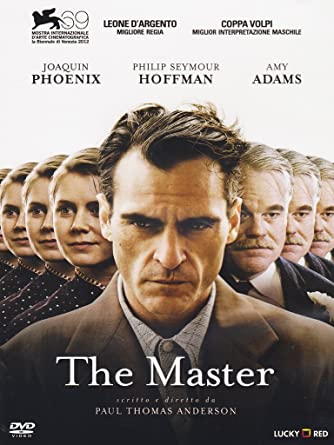 69
MOSTRA INTERNAZIONALE
D'ARTE CINEMATOGRAFICA
la Biennale di Venezia 2012
LEONE D'ARGENTO
MIGLIORE REGIA
COPPA VOLPI
MIGLIOR INTERPRETAZIONE MASCHILE
JOAQUIN
PHOENIX
PHILIP SEYMOUR
HOFFMAN
AMY
ADAMS
The Master
scritto e diretto da
PAUL THOMAS ANDERSON
DVD
VIDEO
LUCKY RED